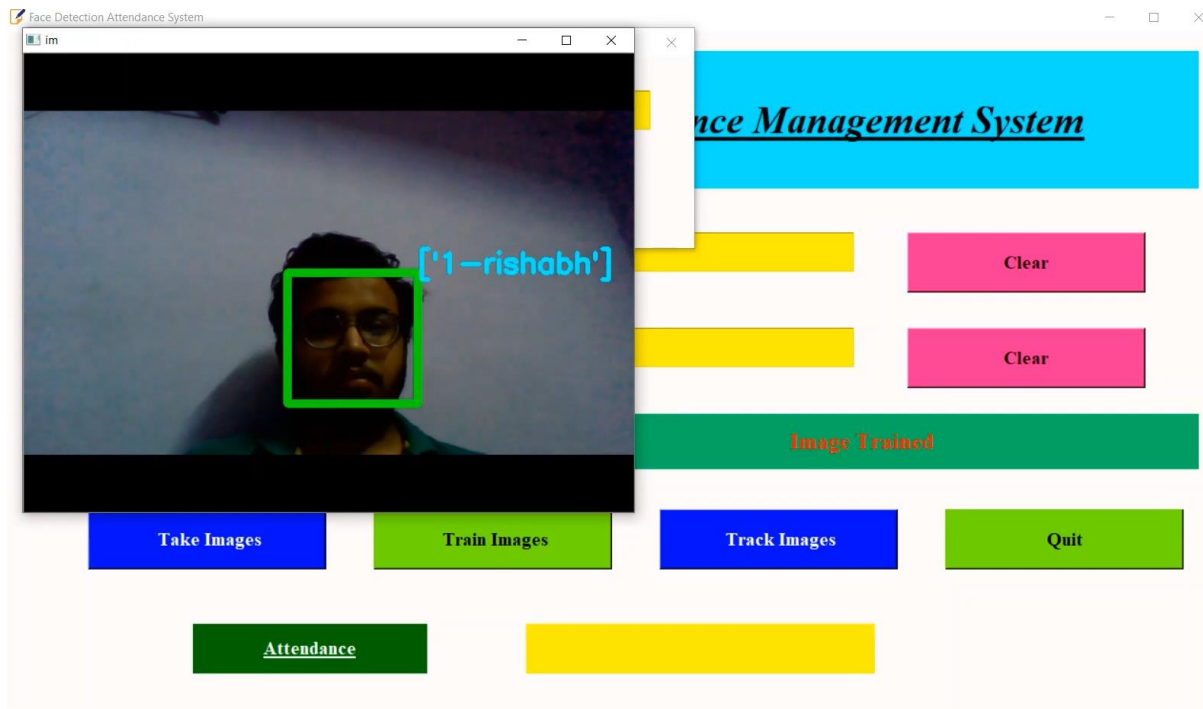 Face Detection Attendance System
im
nce Management System
['1-rishabh']
Clear
Clear
Image Trained
Take Images
Train Images
Track Images
Quit
Attendance